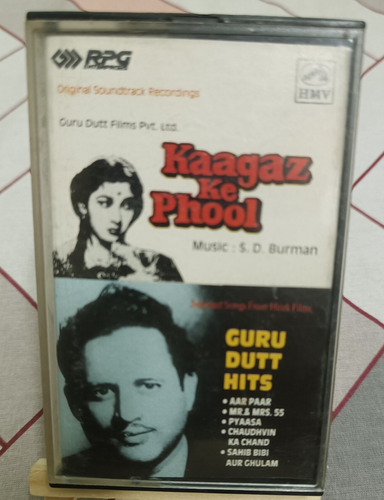 RPG
ENTERPRISES
HMV
Original Soundtrack Recordings
Guru Dutt Films Pvt. Ltd.
Kaagaz
Ke
Phool
Music : S. D. Burman
Selected Songs From Hindi Films
GURU
DUTT
HITS
• AAR PAAR
• MR.& MRS. 55
• PYAASA
• CHAUDHVIN
KA CHAND
• SAHIB BIBI
AUR GHULAM